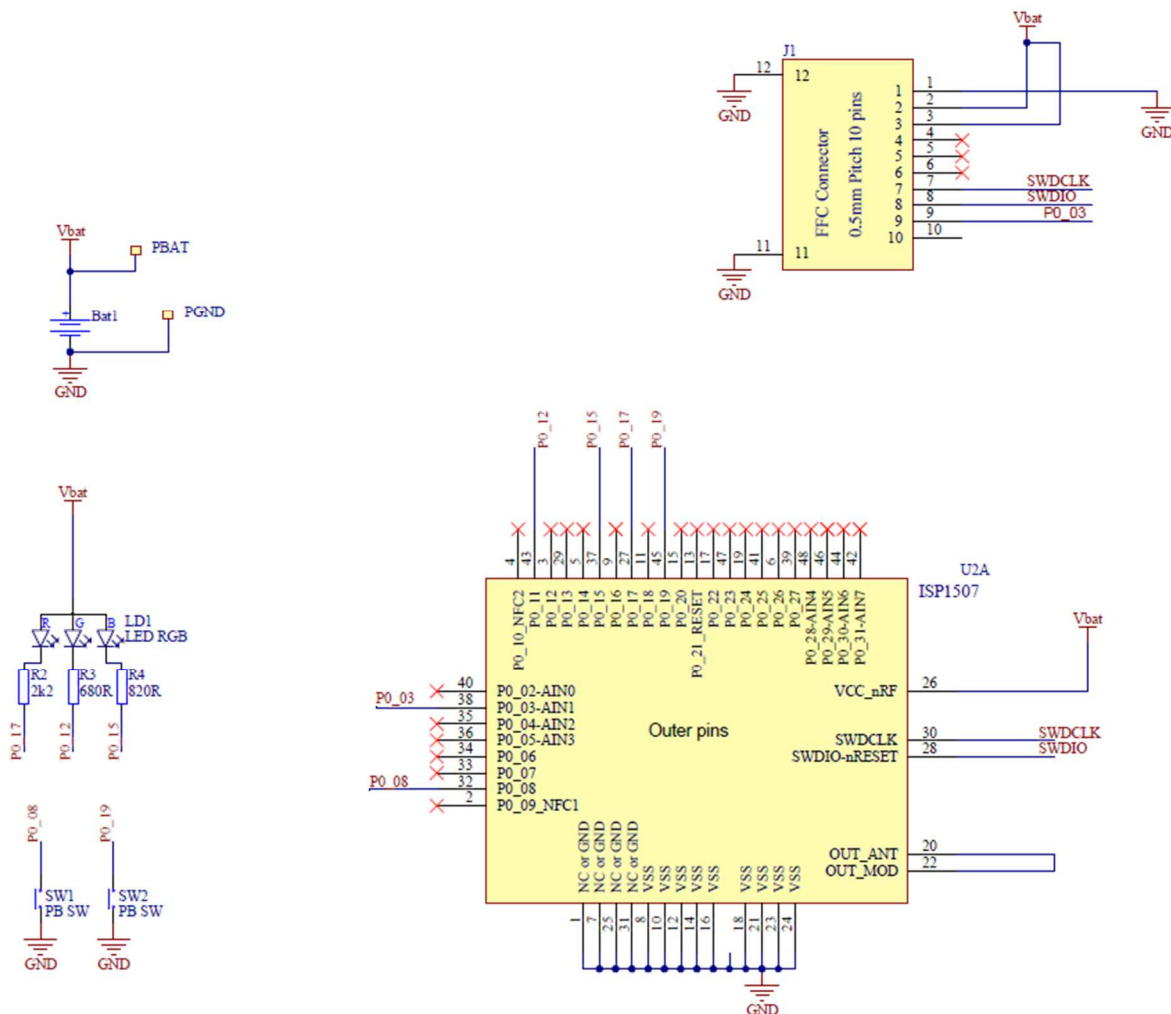 Vbat
J1
12
12
GND
11
11
GND
FFC Connector
0.5mm Pitch 10 pins
1
2
3
4
5
6
7
8
9
10
1
2
3
4
5
6
7
8
9
10
SWDCLK
SWDIO
P0_03
GND
Vbat
PBAT
+
Bat1
PGND
GND
Vbat
R
G
B
LD1
LED RGB
R2
2k2
R3
680R
R4
820R
P0_17
P0_12
P0_15
P0_08
P0_19
SW1
PB SW
SW2
PB SW
GND
GND
P0_12
P0_15
P0_17
P0_19
4
43
3
29
5
37
9
27
11
45
15
13
17
47
19
41
6
39
48
46
44
42
U2A
ISP1507
P0_10_NFC2
P0_11
P0_12
P0_13
P0_14
P0_15
P0_16
P0_17
P0_18
P0_19
P0_20
P0_21_RESET
P0_22
P0_23
P0_24
P0_25
P0_26
P0_27
P0_28-AIN4
P0_29-AIN5
P0_30-AIN6
P0_31-AIN7
40 P0_02-AIN0
P0_03 38 P0_03-AIN1
35 P0_04-AIN2
36 P0_05-AIN3
34 P0_06
33 P0_07
P0_08 32 P0_08
2 P0_09_NFC1
Outer pins
Vbat
VCC_nRF 26
SWDCLK 30 SWDCLK
SWDIO-nRESET 28 SWDIO
OUT_ANT 20
OUT_MOD 22
NC or GND
NC or GND
NC or GND
NC or GND
VSS
VSS
VSS
VSS
VSS
VSS
VSS
VSS
VSS
1
7
25
31
8
10
12
14
16
18
21
23
24
GND